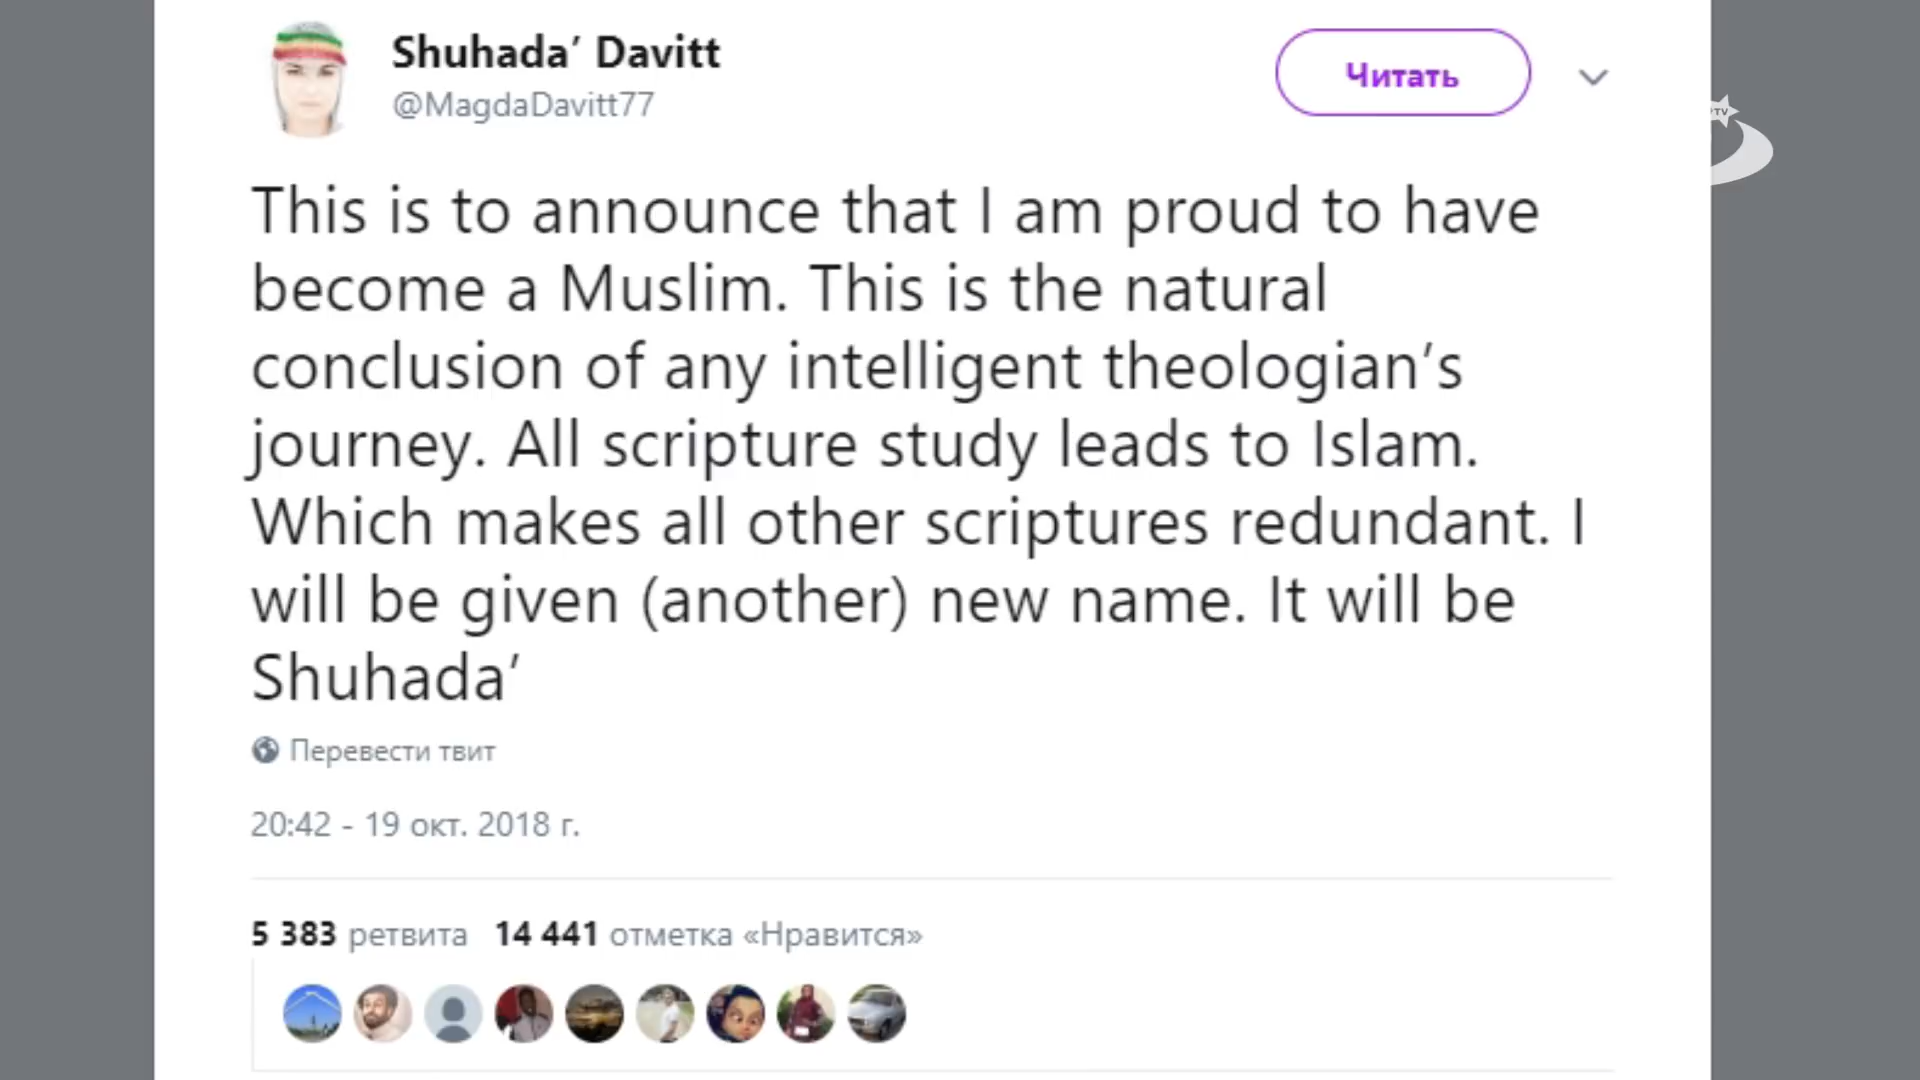 Shuhada’ Davitt
@MagdaDavitt77
Читать
TV
This is to announce that I am proud to have
become a Muslim. This is the natural
conclusion of any intelligent theologian’s
journey. All scripture study leads to Islam.
Which makes all other scriptures redundant. I
will be given (another) new name. It will be
Shuhada’
Перевести твит
20:42 - 19 окт. 2018 г.
5 383 ретвита 14 441 отметка «Нравится»